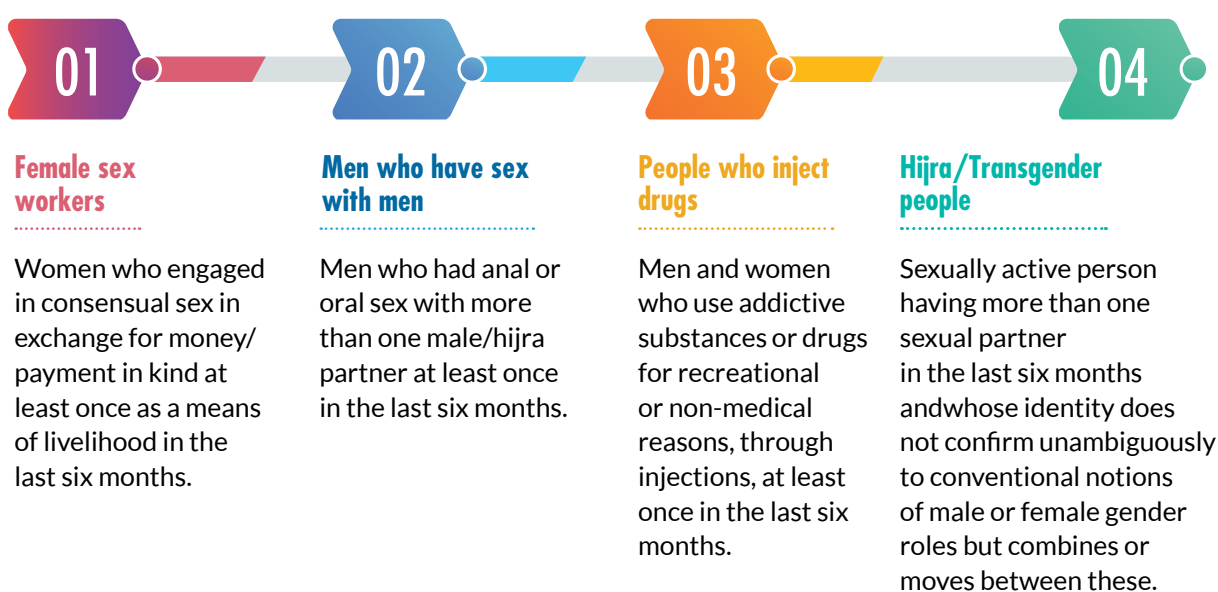 01
Female sex
workers
Women who engaged
in consensual sex in
exchange for money/
payment in kind at
least once as a means
of livelihood in the
last six months.
02
Men who have sex
with men
Men who had anal or
oral sex with more
than one male/hijra
partner at least once
in the last six months.
03
People who inject
drugs
Men and women
who use addictive
substances or drugs
for recreational
or non-medical
reasons, through
injections, at least
once in the last six
months.
04
Hijra/Transgender
people
Sexually active person
having more than one
sexual partner
in the last six months
andwhose identity does
not confirm unambiguously
to conventional notions
of male or female gender
roles but combines or
moves between these.